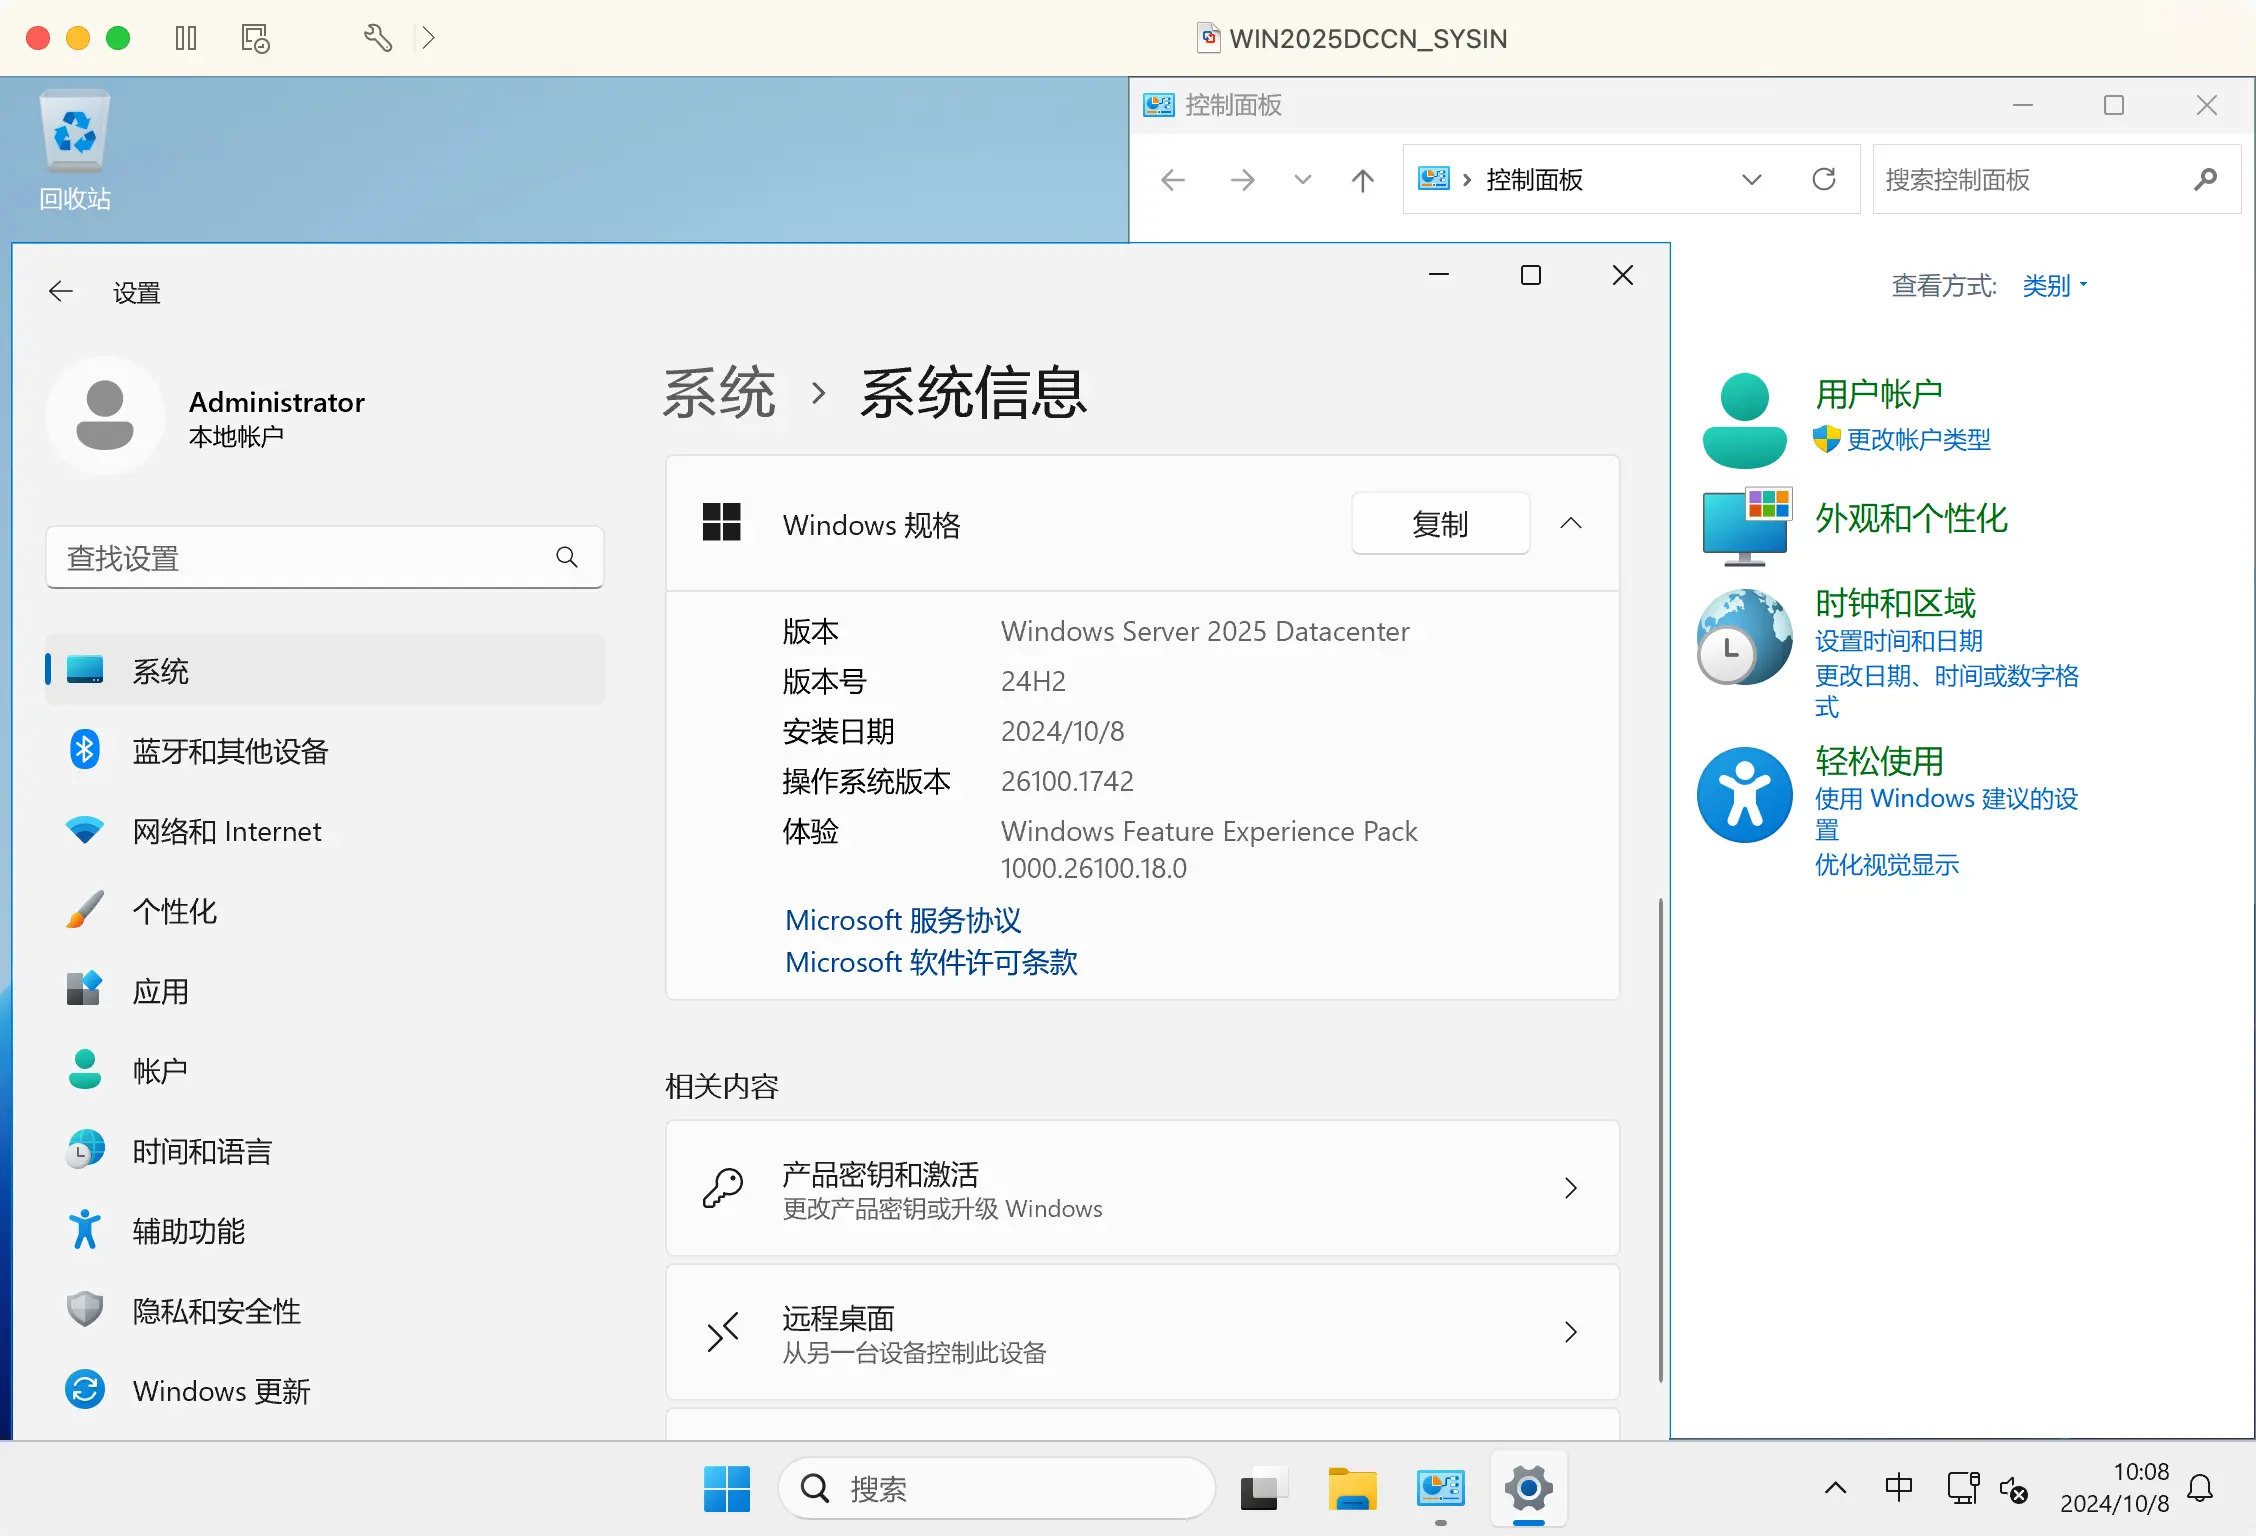 WIN2025DCCN_SYSIN
回收站
控制面板
控制面板
搜索控制面板
设置
Administrator
本地帐户
查找设置
系统
蓝牙和其他设备
网络和 Internet
个性化
应用
帐户
时间和语言
辅助功能
隐私和安全性
Windows 更新
系统 › 系统信息
Windows 规格
复制
版本 Windows Server 2025 Datacenter
版本号 24H2
安装日期 2024/10/8
操作系统版本 26100.1742
体验 Windows Feature Experience Pack
1000.26100.18.0
Microsoft 服务协议
Microsoft 软件许可条款
相关内容
产品密钥和激活
更改产品密钥或升级 Windows
远程桌面
从另一台设备控制此设备
查看方式: 类别
用户帐户
更改帐户类型
外观和个性化
时钟和区域
设置时间和日期
更改日期、时间或数字格
式
轻松使用
使用 Windows 建议的设
置
优化视觉显示
搜索
中
10:08
2024/10/8